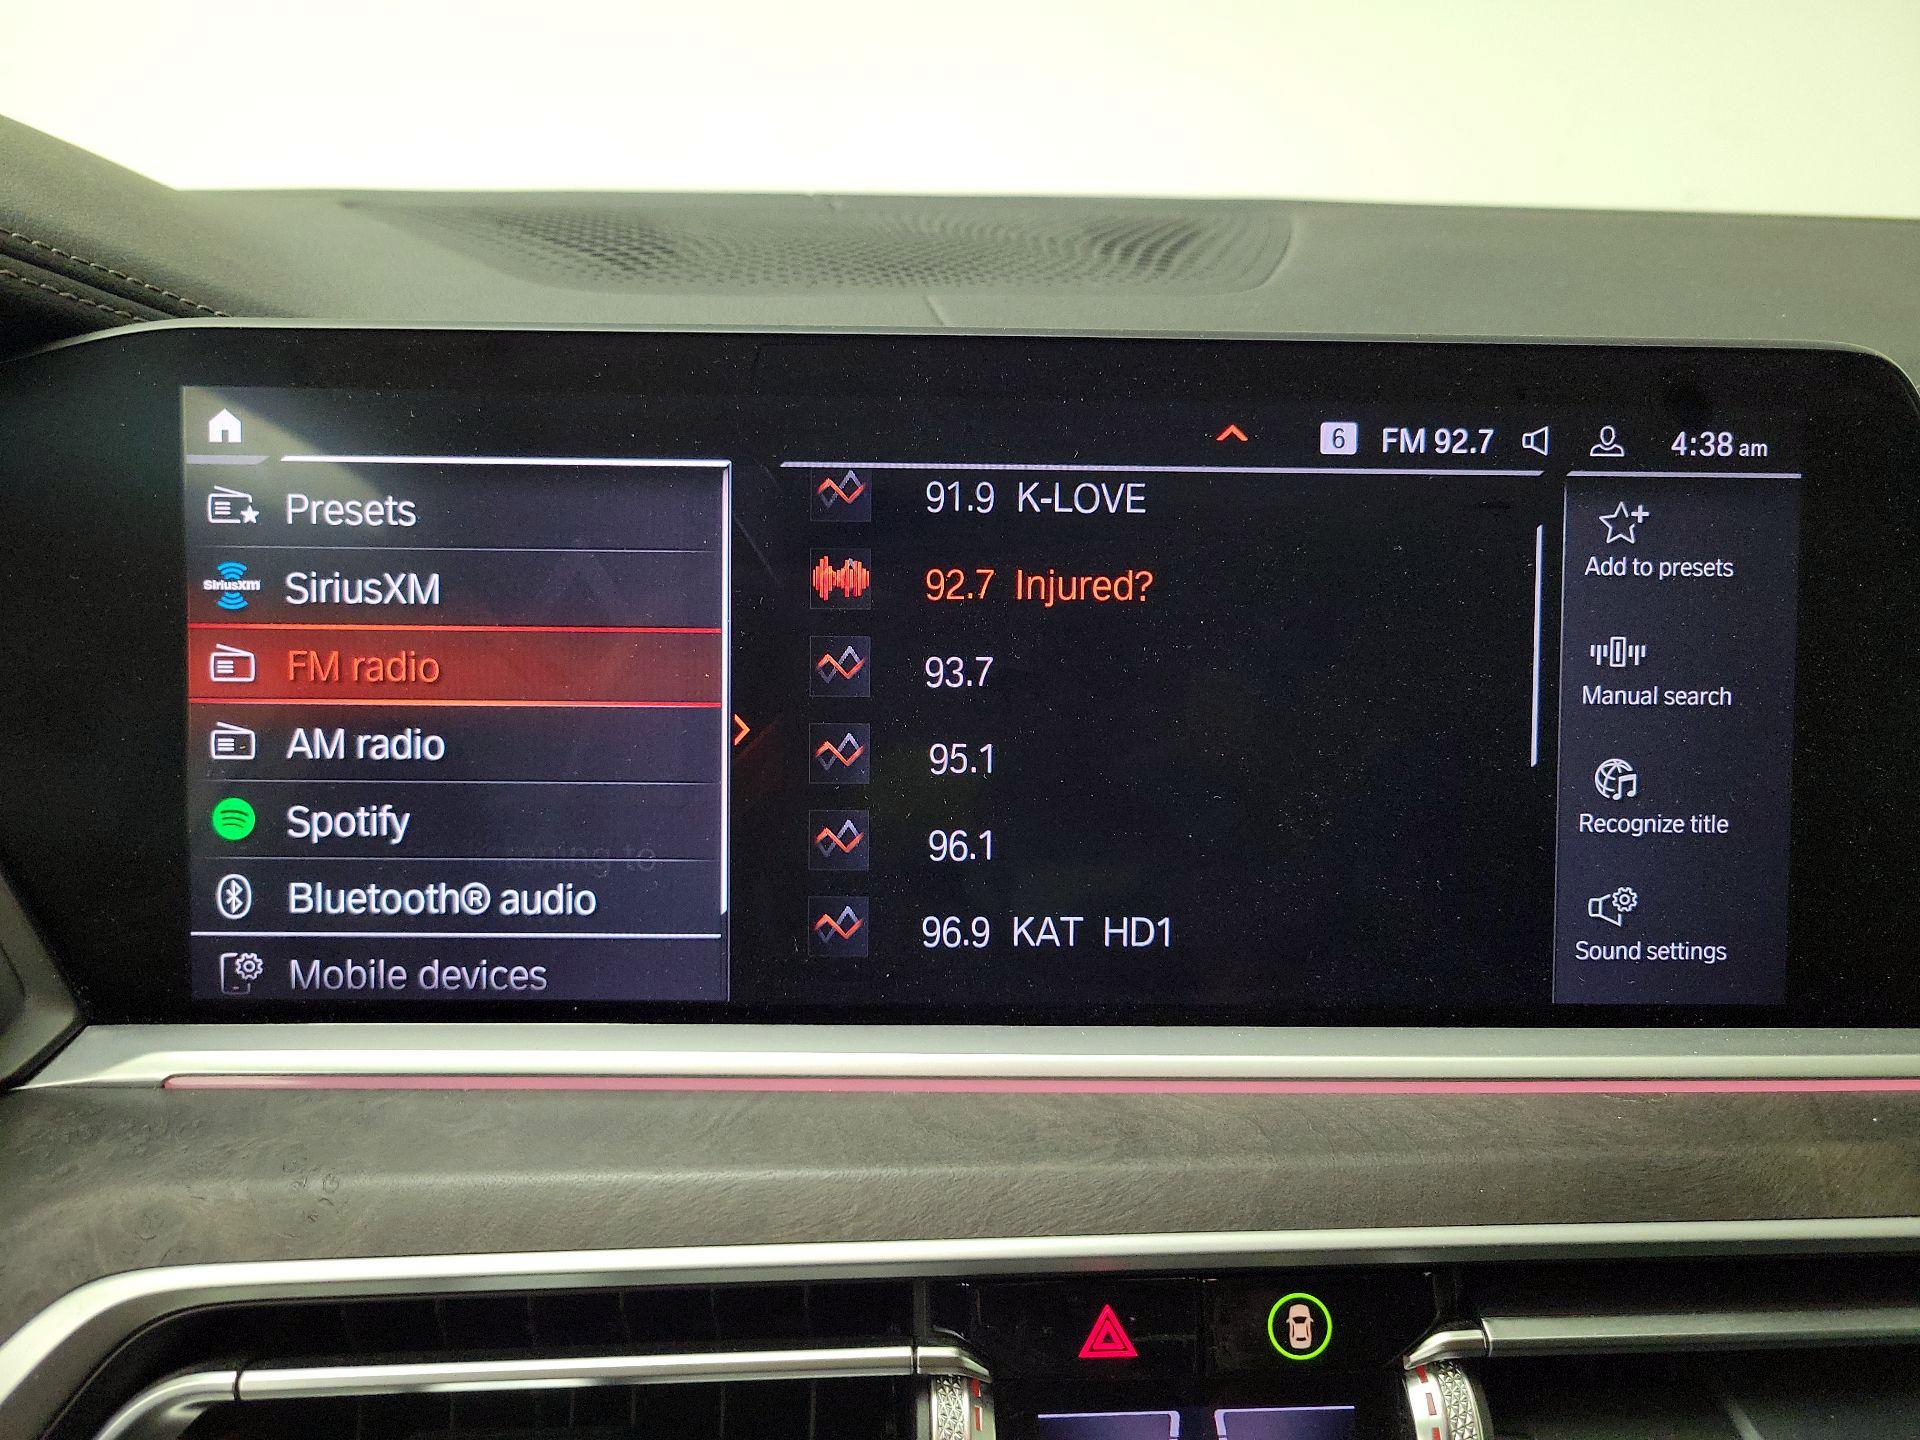 6 FM 92.7 4:38 am
Presets
SiriusXM
SiriusXM
FM radio
AM radio
Spotify
Bluetooth® audio
Mobile devices
91.9 K-LOVE
92.7 Injured?
93.7
95.1
96.1
96.9 KAT HD1
Add to presets
Manual search
Recognize title
Sound settings